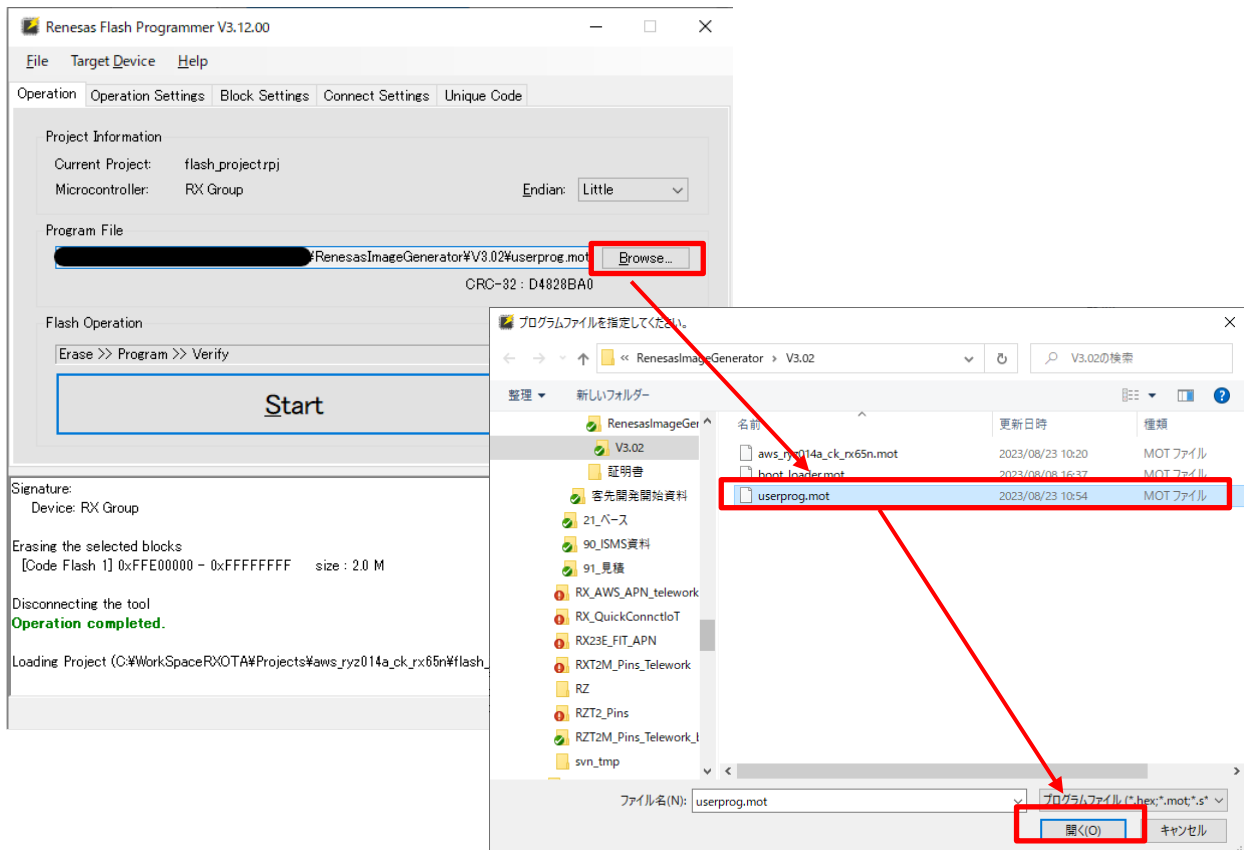 Renesas Flash Programmer V3.12.00
File Target Device Help
Operation Operation Settings Block Settings Connect Settings Unique Code
Project Information
Current Project: flash_project.rpj
Microcontroller: RX Group Endian: Little
Program File
¥RenesasImageGenerator¥V3.02¥userprog.mot Browse...
CRC-32 : D4828BA0
Flash Operation
Erase >> Program >> Verify
Start
Signature:
Device: RX Group
Erasing the selected blocks
[Code Flash 1] 0xFFE00000 - 0xFFFFFFFF size : 2.0 M
Disconnecting the tool
Operation completed.
Loading Project (C:¥WorkSpaceRXOTA¥Projects¥aws_ryz014a_ck_rx65n¥flash_
プログラムファイルを指定してください。
« RenesasImageGenerator › V3.02 V3.02の検索
整理 新しいフォルダー
RenesasImageGer
V3.02
証明書
客先開発開始資料
21_ベース
90_ISMS資料
91_見積
RX_AWS_APN_telework
RX_QuickConnctIoT
RX23E_FIT_APN
RXT2M_Pins_Telework
RZ
RZT2_Pins
RZT2M_Pins_Telework_l
svn_tmp
名前 更新日時 種類
aws_ryz014a_ck_rx65n.mot 2023/08/23 10:20 MOT ファイル
boot_loader.mot 2023/08/08 16:37 MOT ファイル
userprog.mot 2023/08/23 10:54 MOT ファイル
ファイル名(N): userprog.mot プログラムファイル (*.hex;*.mot;*.s*
開く(O) キャンセル